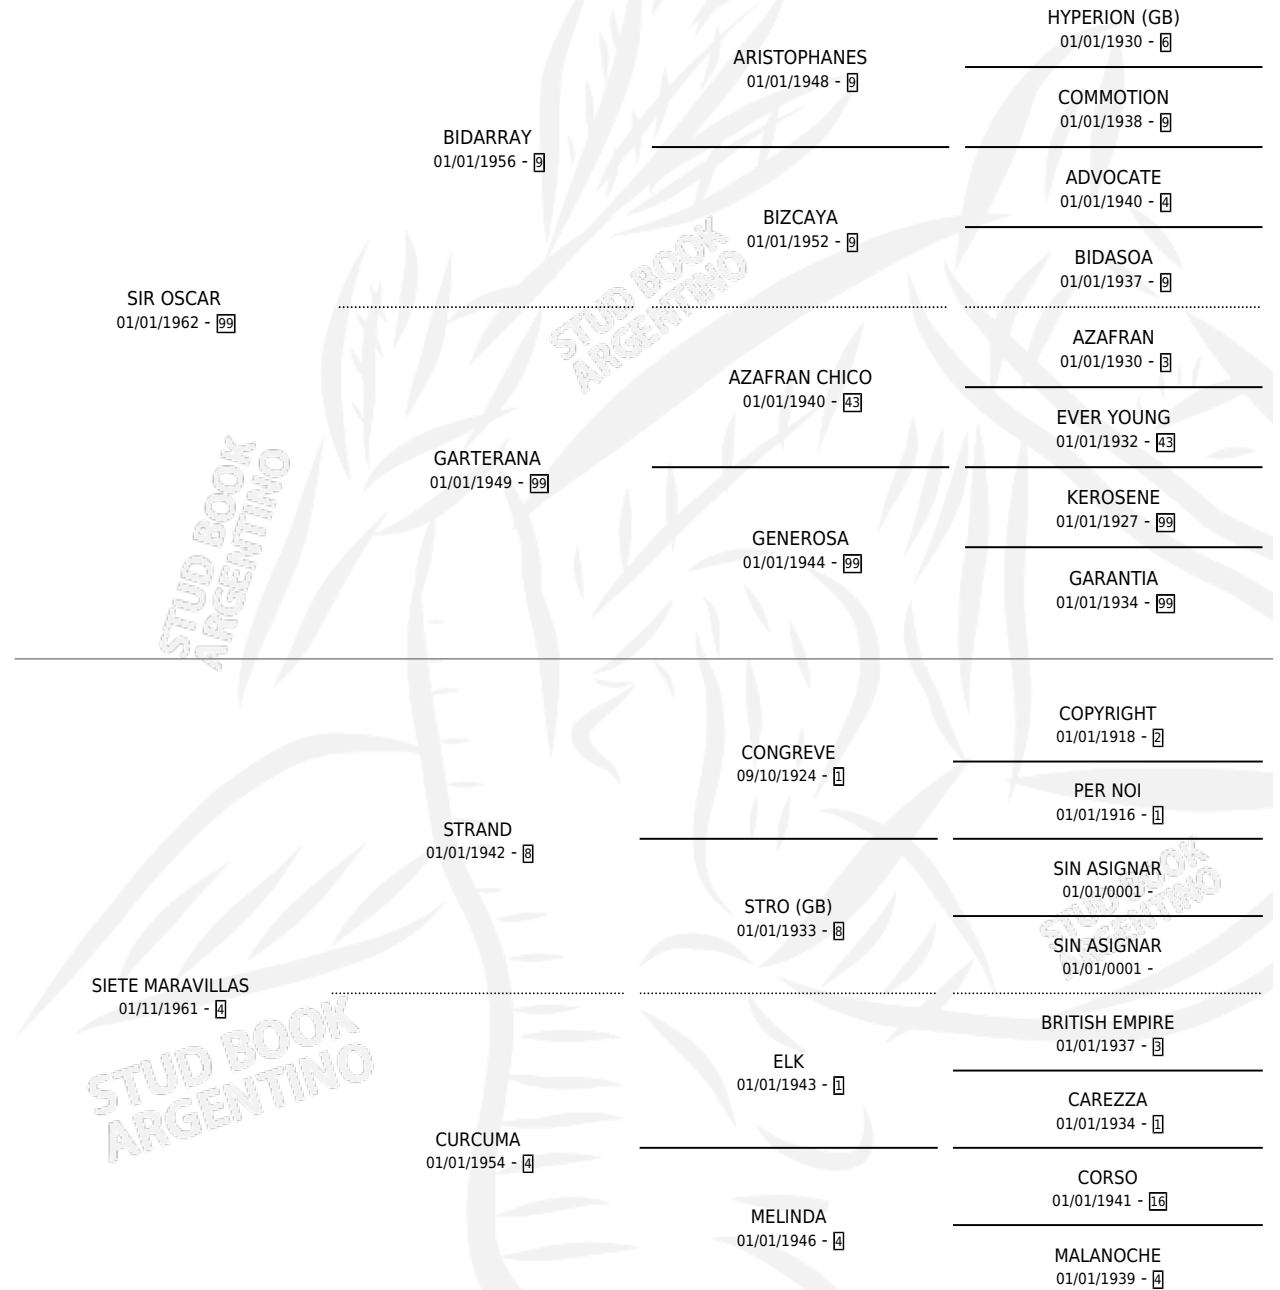 HYPERION (GB)
01/01/1930 - 6
ARISTOPHANES
01/01/1948 - 9
COMMOTION
01/01/1938 - 9
BIDARRAY
01/01/1956 - 9
ADVOCATE
01/01/1940 - 4
BIZCAYA
01/01/1952 - 9
BIDASOA
01/01/1937 - 9
SIR OSCAR
01/01/1962 - 99
AZAFRAN
01/01/1930 - 3
AZAFRAN CHICO
01/01/1940 - 43
EVER YOUNG
01/01/1932 - 43
GARTERANA
01/01/1949 - 99
KEROSENE
01/01/1927 - 99
GENEROSA
01/01/1944 - 99
GARANTIA
01/01/1934 - 99
COPYRIGHT
01/01/1918 - 2
CONGREVE
09/10/1924 - 1
PER NOI
01/01/1916 - 1
STRAND
01/01/1942 - 8
SIN ASIGNAR
01/01/0001 -
STRO (GB)
01/01/1933 - 8
SIN ASIGNAR
01/01/0001 -
SIETE MARAVILLAS
01/11/1961 - 4
BRITISH EMPIRE
01/01/1937 - 3
ELK
01/01/1943 - 1
CAREZZA
01/01/1934 - 1
CURCUMA
01/01/1954 - 4
CORSO
01/01/1941 - 16
MELINDA
01/01/1946 - 4
MALANOCHE
01/01/1939 - 4
STUD BOOK
ARGENTINO
STUD BOOK
ARGENTINO
STUD BOOK
ARGENTINO
STUD BOOK
ARGENTINO